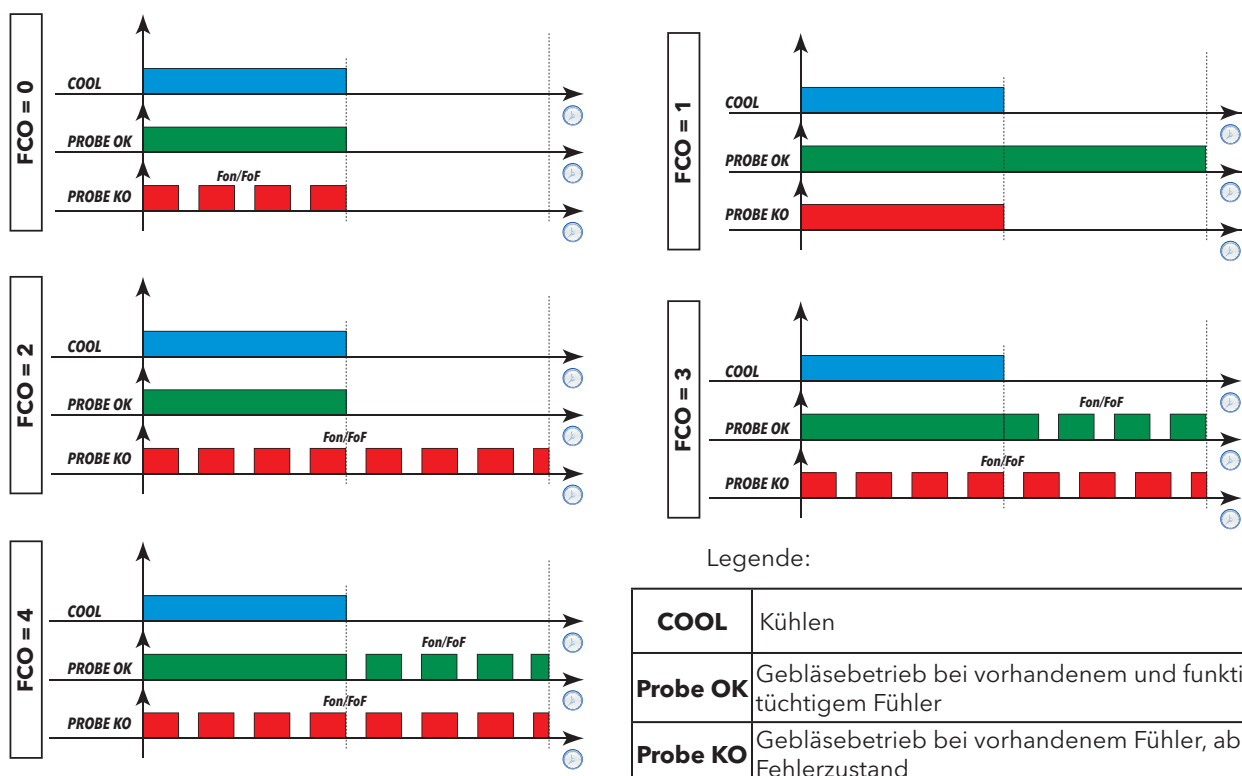 FCO = 0
COOL
PROBE OK
Fon/FoF
PROBE KO
FCO = 1
COOL
PROBE OK
PROBE KO
FCO = 2
COOL
PROBE OK
Fon/FoF
PROBE KO
FCO = 3
COOL
Fon/FoF
PROBE OK
Fon/FoF
PROBE KO
FCO = 4
COOL
Fon/FoF
PROBE OK
Fon/FoF
PROBE KO
Legende:
COOL Kühlen
Probe OK Gebläsebetrieb bei vorhandenem und funkti
tüchtigem Fühler
Probe KO Gebläsebetrieb bei vorhandenem Fühler, ab
Fehlerzustand